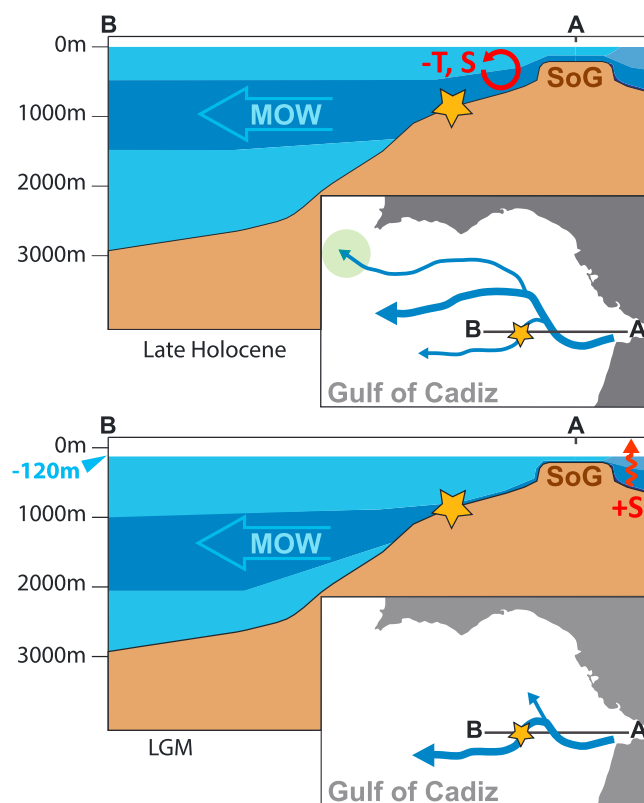 B
A
0m
-T, S
SoG
1000m
MOW
2000m
3000m
B
A
Late Holocene
Gulf of Cadiz
B
A
0m
-120m
SoG
+S
1000m
MOW
2000m
3000m
B
A
LGM
Gulf of Cadiz